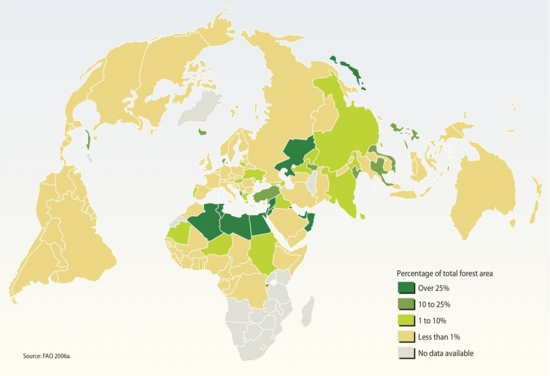 Percentage of total forest area
Over 25%
10 to 25%
1 to 10%
Less than 1%
No data available
Source: FAO 2006a.